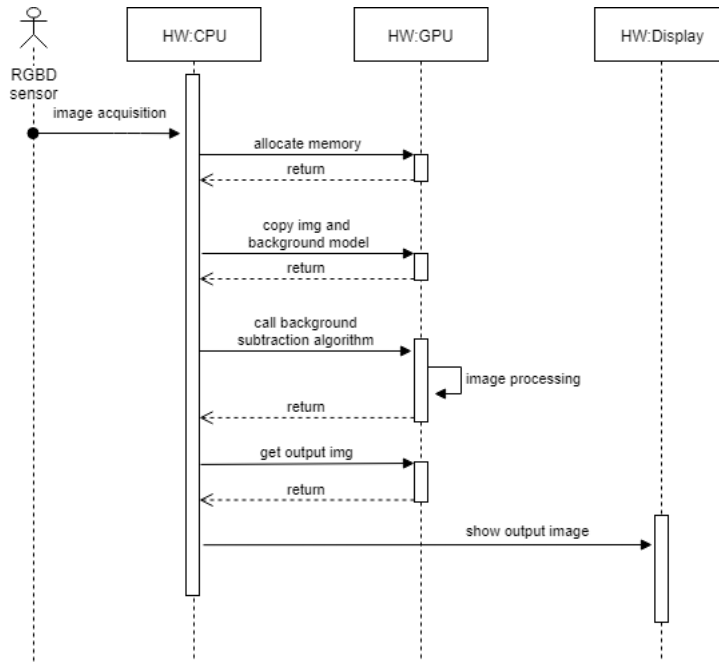 HW:CPU
HW:GPU
HW:Display
RGBD
sensor
image acquisition
allocate memory
return
copy img and
background model
return
call background
subtraction algorithm
image processing
return
get output img
return
show output image